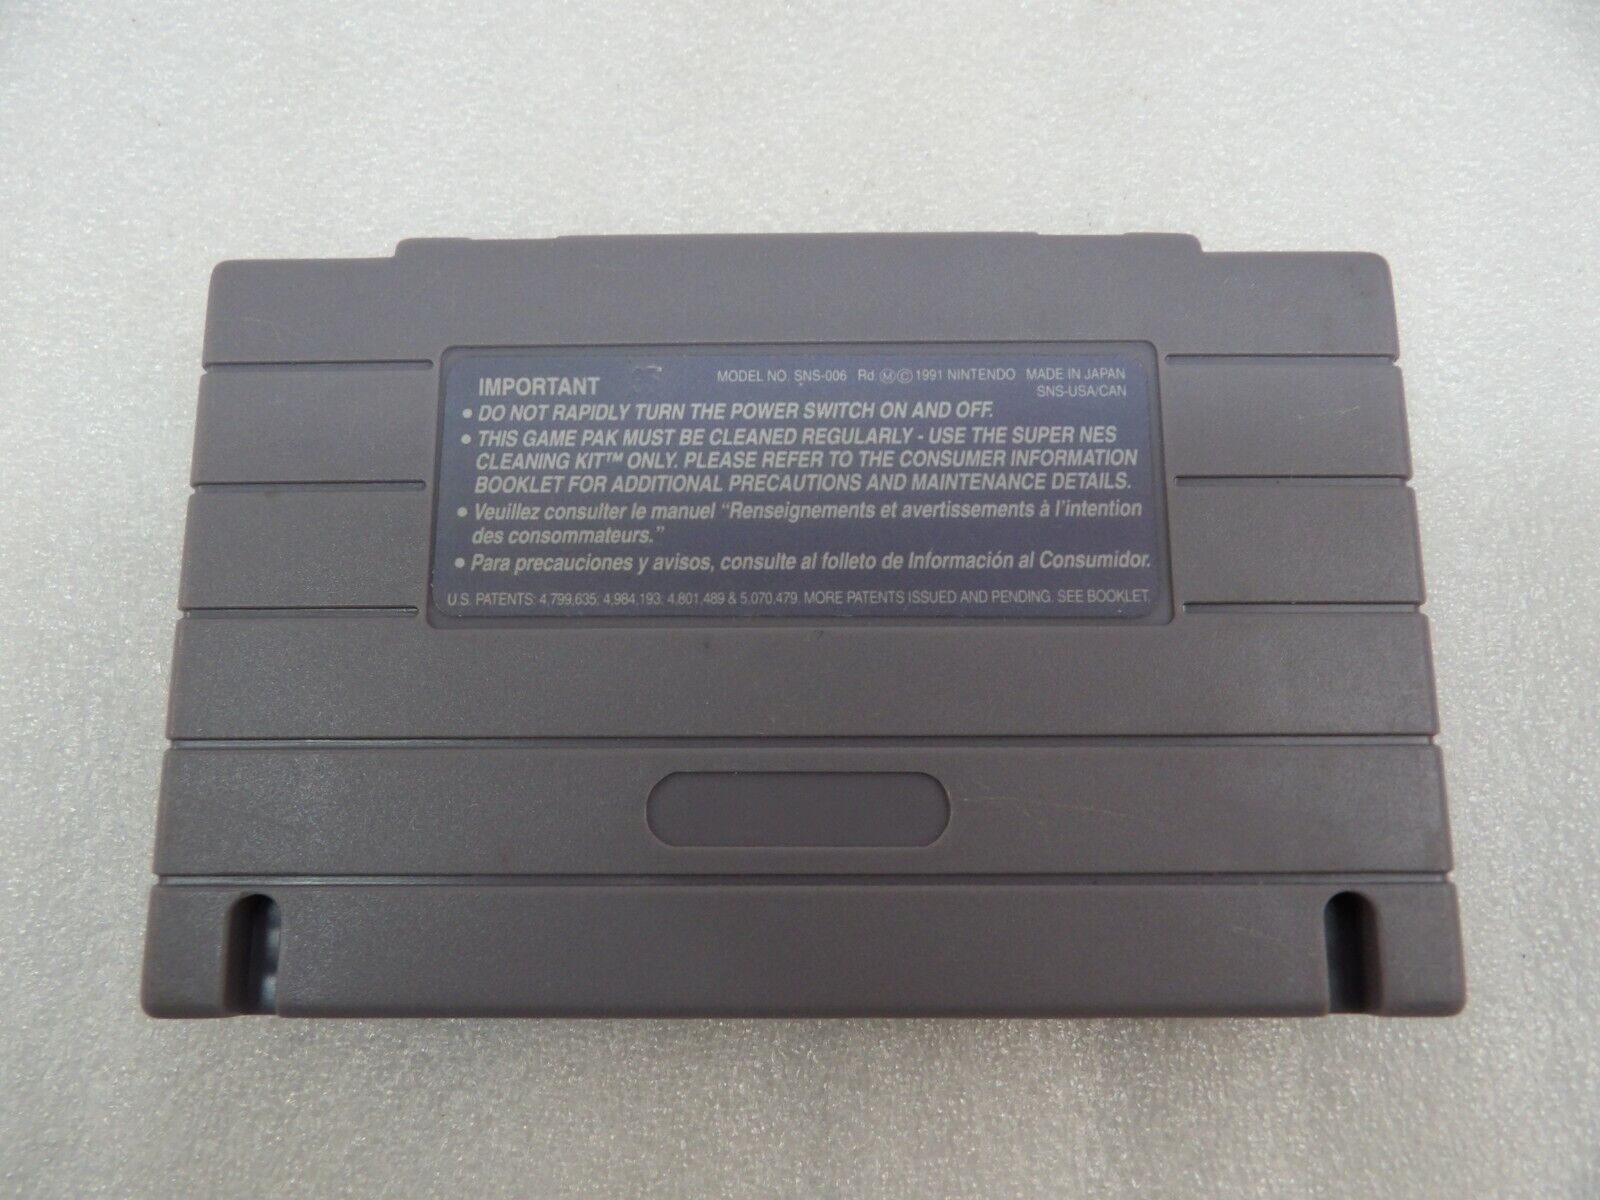 IMPORTANT MODEL NO. SNS-006 Rd. Ⓜ © 1991 NINTENDO MADE IN JAPAN
SNS-USA/CAN
• DO NOT RAPIDLY TURN THE POWER SWITCH ON AND OFF.
• THIS GAME PAK MUST BE CLEANED REGULARLY - USE THE SUPER NES
CLEANING KIT™ ONLY. PLEASE REFER TO THE CONSUMER INFORMATION
BOOKLET FOR ADDITIONAL PRECAUTIONS AND MAINTENANCE DETAILS.
• Veuillez consulter le manuel “Renseignements et avertissements à l’intention
des consommateurs.”
• Para precauciones y avisos, consulte al folleto de Información al Consumidor.
U.S. PATENTS: 4,799,635; 4,984,193; 4,801,489 & 5,070,479. MORE PATENTS ISSUED AND PENDING. SEE BOOKLET.